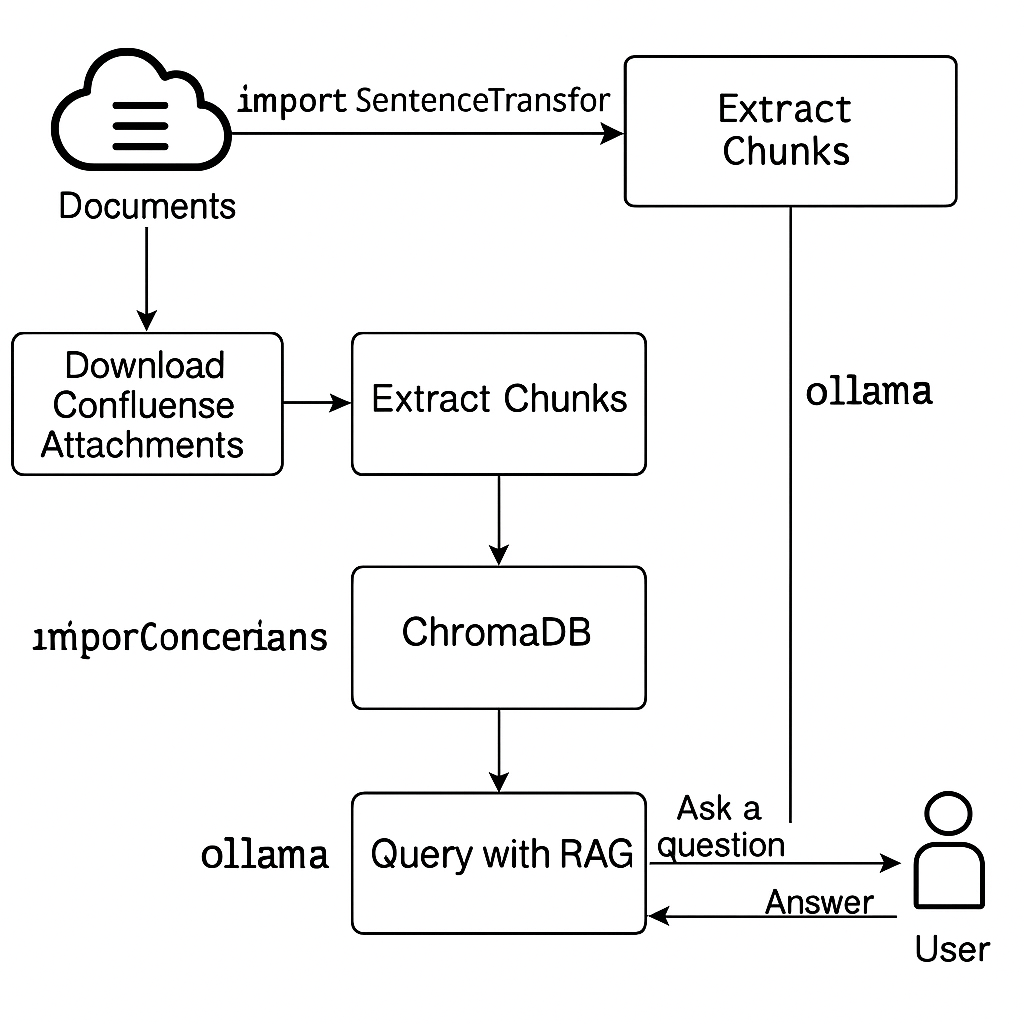 import SentenceTransfor
Extract
Chunks
Documents
Download
Confluense
Attachments
Extract Chunks
ollama
imporConcerians
ChromaDB
ollama
Query with RAG
Ask a
question
Answer
User